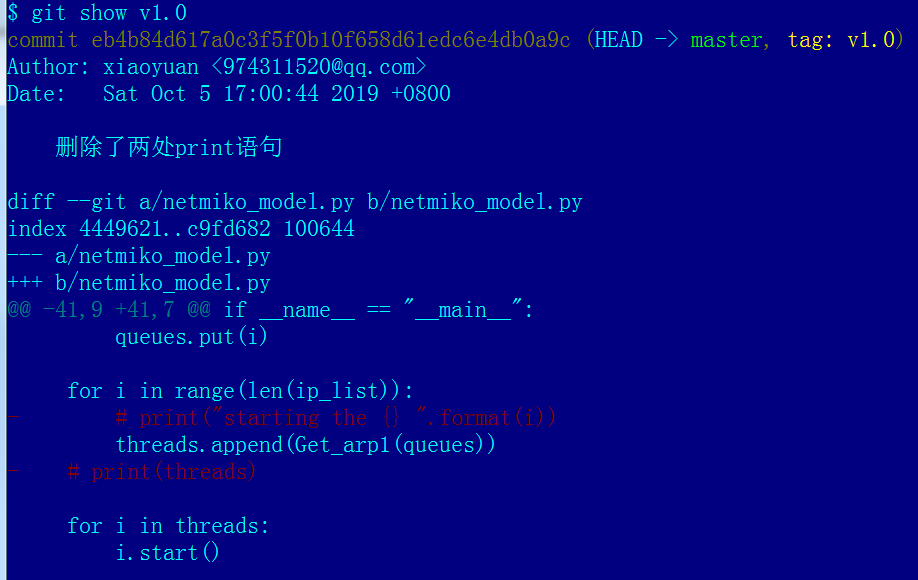 $ git show v1.0
commit eb4b84d617a0c3f5f0b10f658d61edc6e4db0a9c (HEAD -> master, tag: v1.0)
Author: xiaoyuan <974311520@qq.com>
Date:   Sat Oct 5 17:00:44 2019 +0800
    删除了两处print语句
diff --git a/netmiko_model.py b/netmiko_model.py
index 4449621..c9fd682 100644
--- a/netmiko_model.py
+++ b/netmiko_model.py
@@ -41,9 +41,7 @@ if __name__ == "__main__":
         queues.put(i)
     for i in range(len(ip_list)):
-        # print("starting the {} ".format(i))
         threads.append(Get_arp1(queues))
-    # print(threads)
     for i in threads:
         i.start()